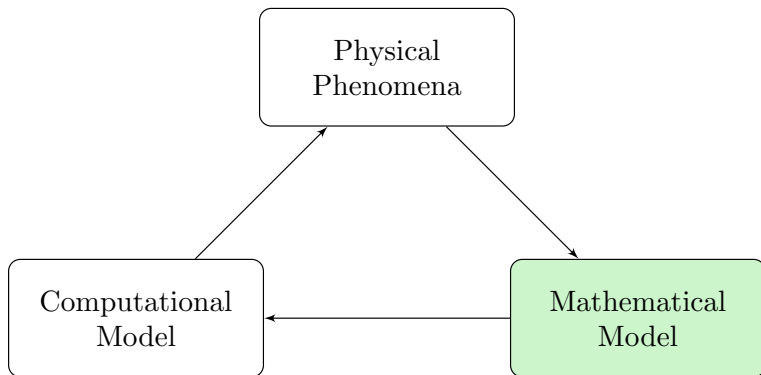 Physical
Phenomena
Computational
Model
Mathematical
Model